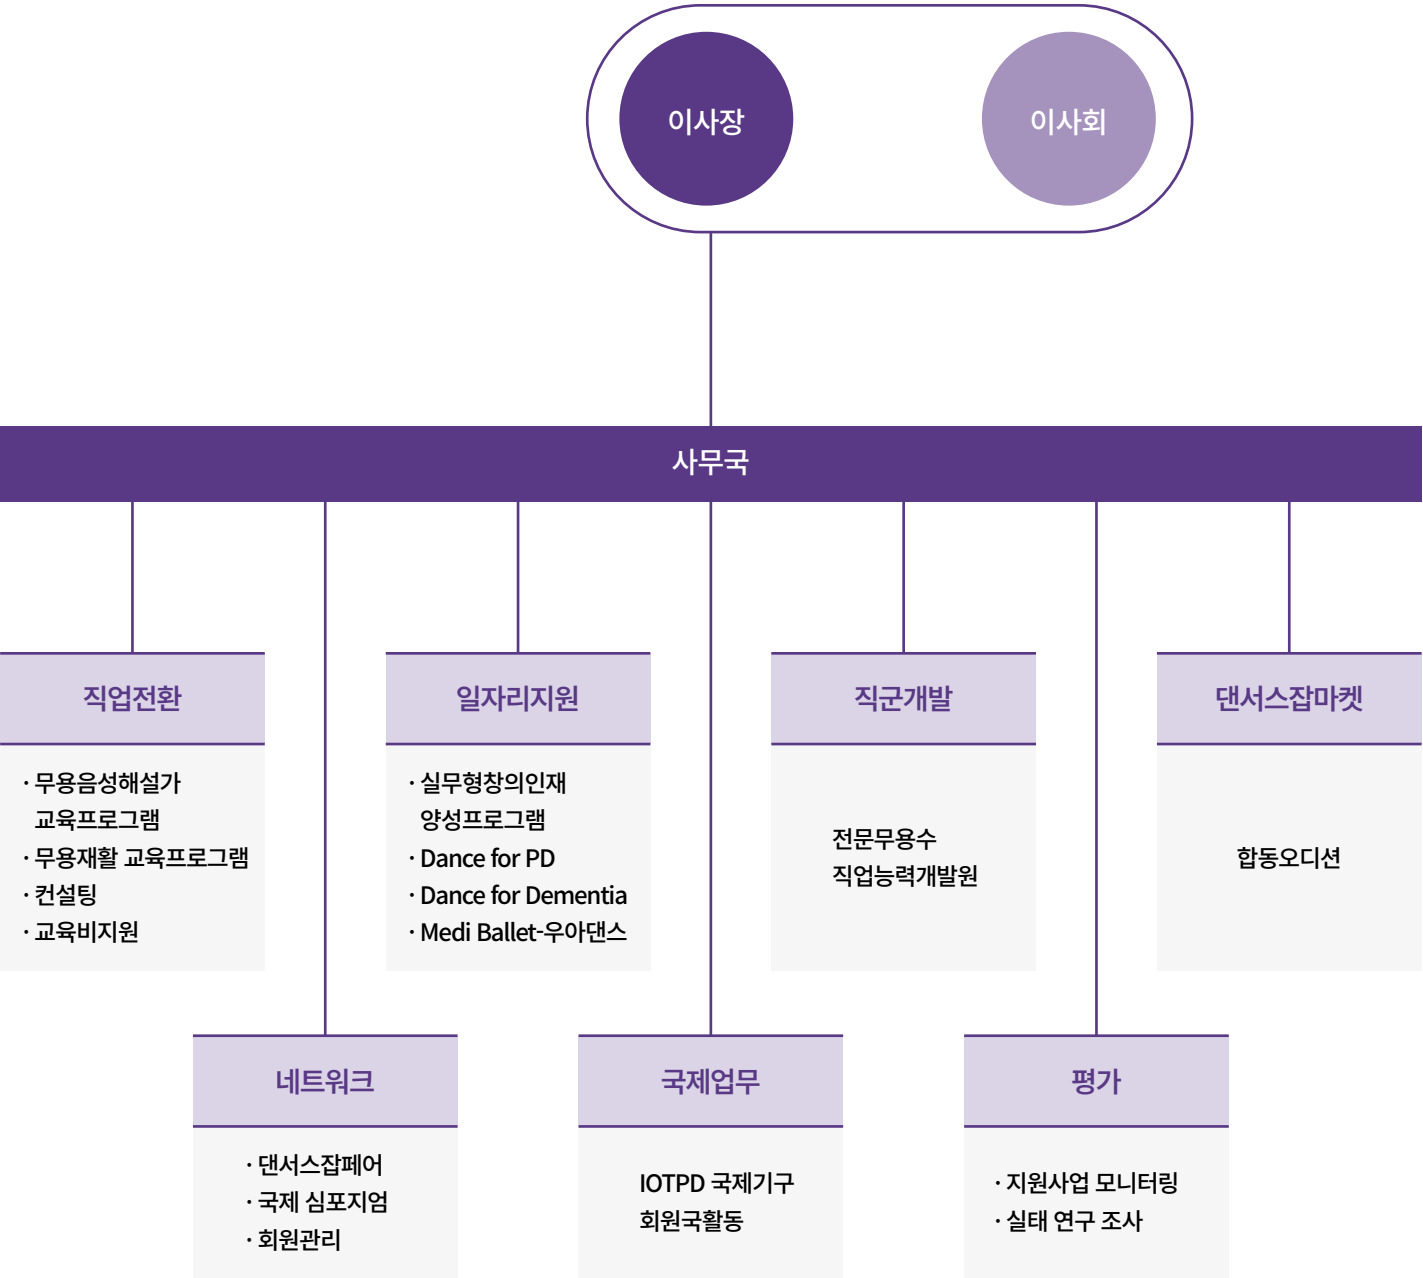 이사장
이사회
사무국
직업전환
· 무용음성해설가
교육프로그램
· 무용재활 교육프로그램
· 컨설팅
· 교육비지원
일자리지원
· 실무형창의인재
양성프로그램
· Dance for PD
· Dance for Dementia
· Medi Ballet-우아댄스
직군개발
전문무용수
직업능력개발원
댄서스잡마켓
합동오디션
네트워크
· 댄서스잡페어
· 국제 심포지엄
· 회원관리
국제업무
IOTPD 국제기구
회원국활동
평가
· 지원사업 모니터링
· 실태 연구 조사